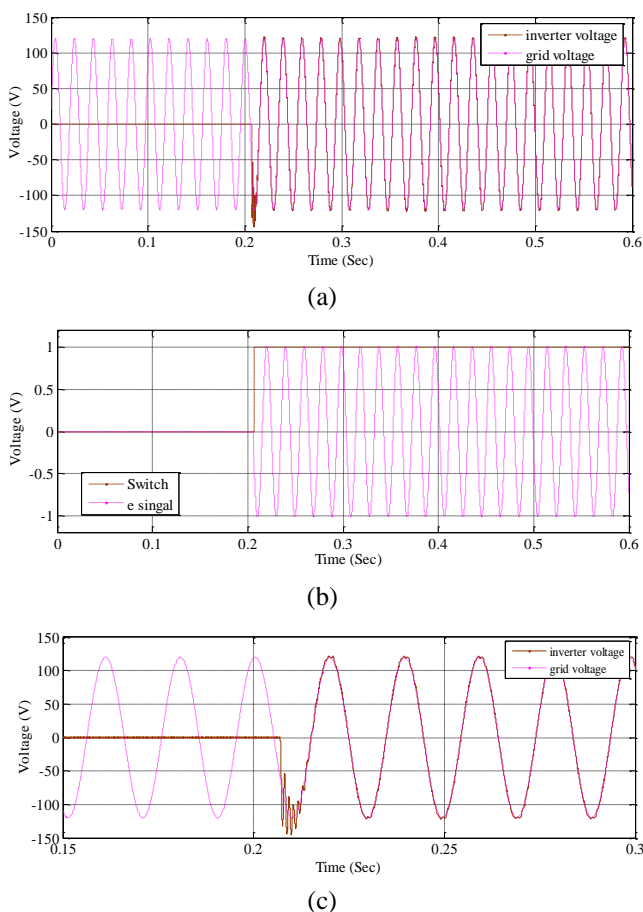 150
100
50
0
-50
-100
-150
Voltage (V)
inverter voltage
grid voltage
0 0.1 0.2 0.3 0.4 0.5 0.6
Time (Sec)
(a)
1
0.5
0
-0.5
-1
Voltage (V)
Switch
e singal
0 0.1 0.2 0.3 0.4 0.5 0.6
Time (Sec)
(b)
150
100
50
0
-50
-100
-150
Voltage (V)
inverter voltage
grid voltage
0.15 0.2 0.25 0.3
Time (Sec)
(c)